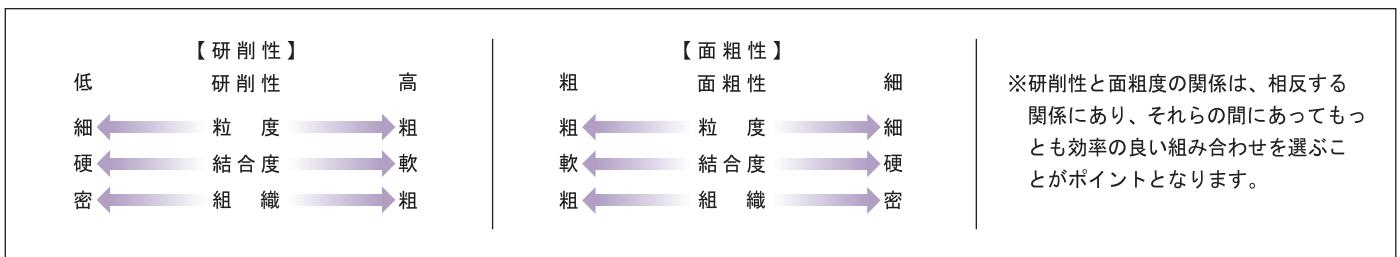 【研削性】
低 研削性 高
細 粒度 粗
硬 結合度 軟
密 組織 粗
【面粗性】
粗 面粗性 細
粗 粒度 細
軟 結合度 硬
粗 組織 密
※研削性と面粗度の関係は、相反する
関係にあり、それらの間にあってもっ
とも効率の良い組み合わせを選ぶこ
とがポイントとなります。